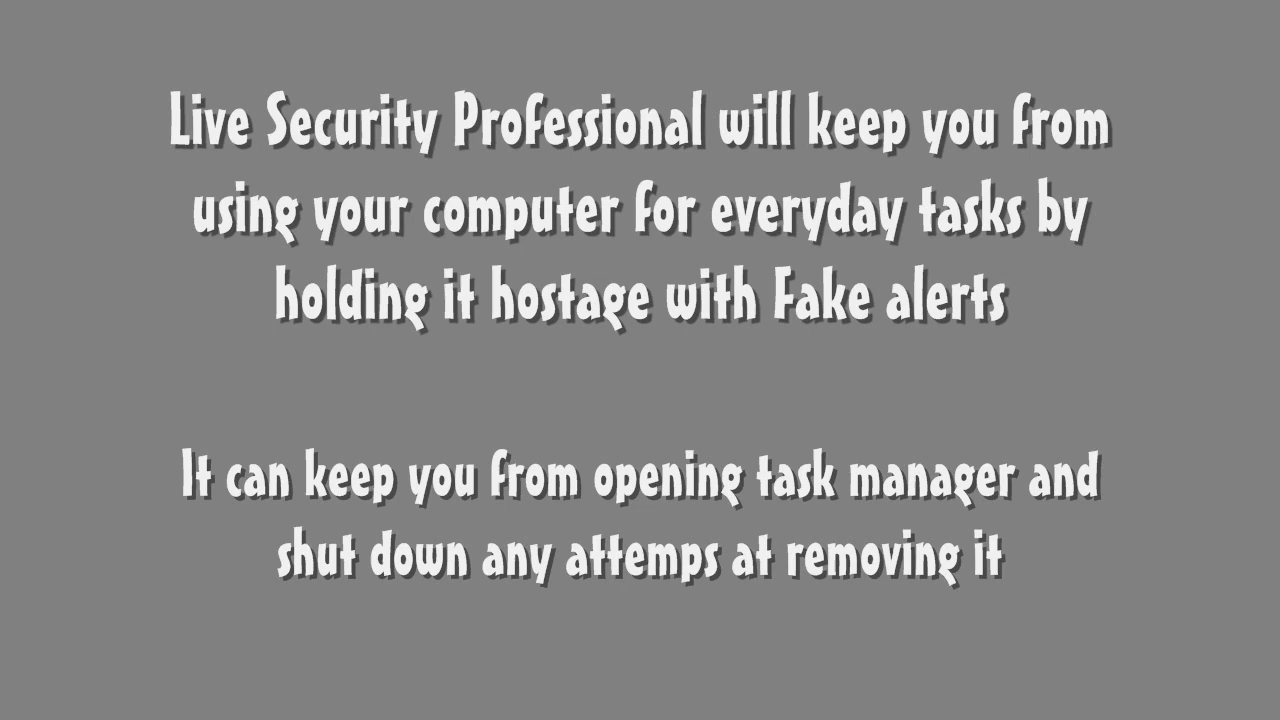 Live Security Professional will keep you from
using your computer for everyday tasks by
holding it hostage with Fake alerts
It can keep you from opening task manager and
shut down any attemps at removing it